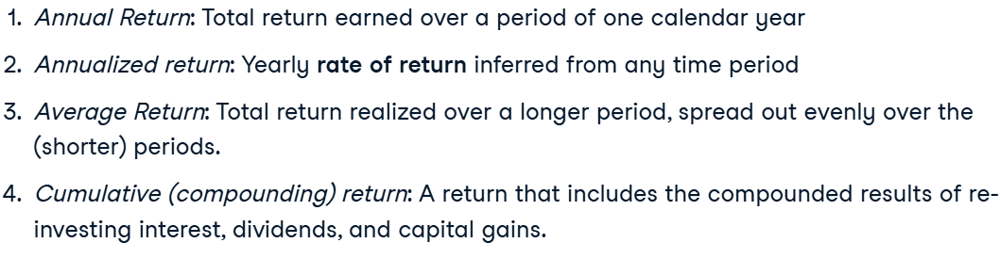 1. Annual Return: Total return earned over a period of one calendar year
2. Annualized return: Yearly rate of return inferred from any time period
3. Average Return: Total return realized over a longer period, spread out evenly over the
(shorter) periods.
4. Cumulative (compounding) return: A return that includes the compounded results of re-
investing interest, dividends, and capital gains.